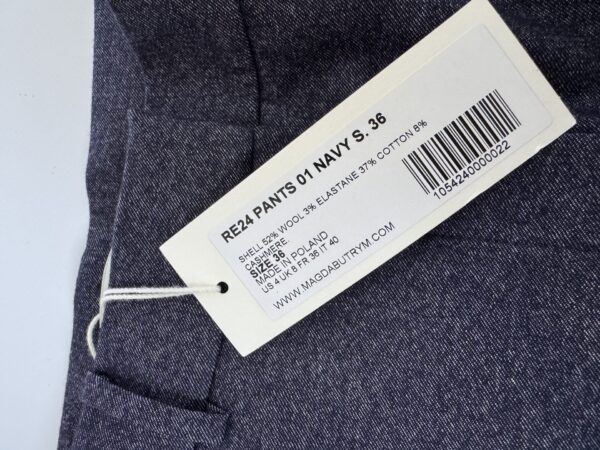 RE24 PANTS 01 NAVY S. 36
SHELL 52% WOOL 3% ELASTANE 37% COTTON 8%
CASHMERE.
SIZE 36
MADE IN POLAND
US 4 UK 8 FR 36 IT 40
WWW.MAGDABUTRYM.COM
1054240000022